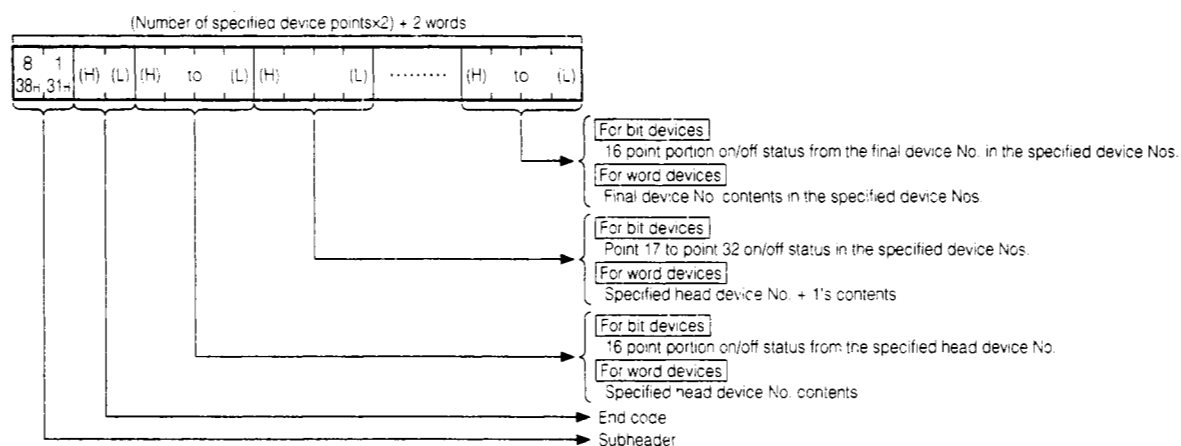 (Number of specified device pointsx2) + 2 words
8 1
38H 31H
(H) (L) (H) to (L) (H) (L) ········· (H) to (L)
For bit devices
16 point portion on/off status from the final device No. in the specified device Nos.
For word devices
Final device No. contents in the specified device Nos.
For bit devices
Point 17 to point 32 on/off status in the specified device Nos.
For word devices
Specified head device No. + 1's contents
For bit devices
16 point portion on/off status from the specified head device No.
For word devices
Specified head device No. contents
End code
Subheader